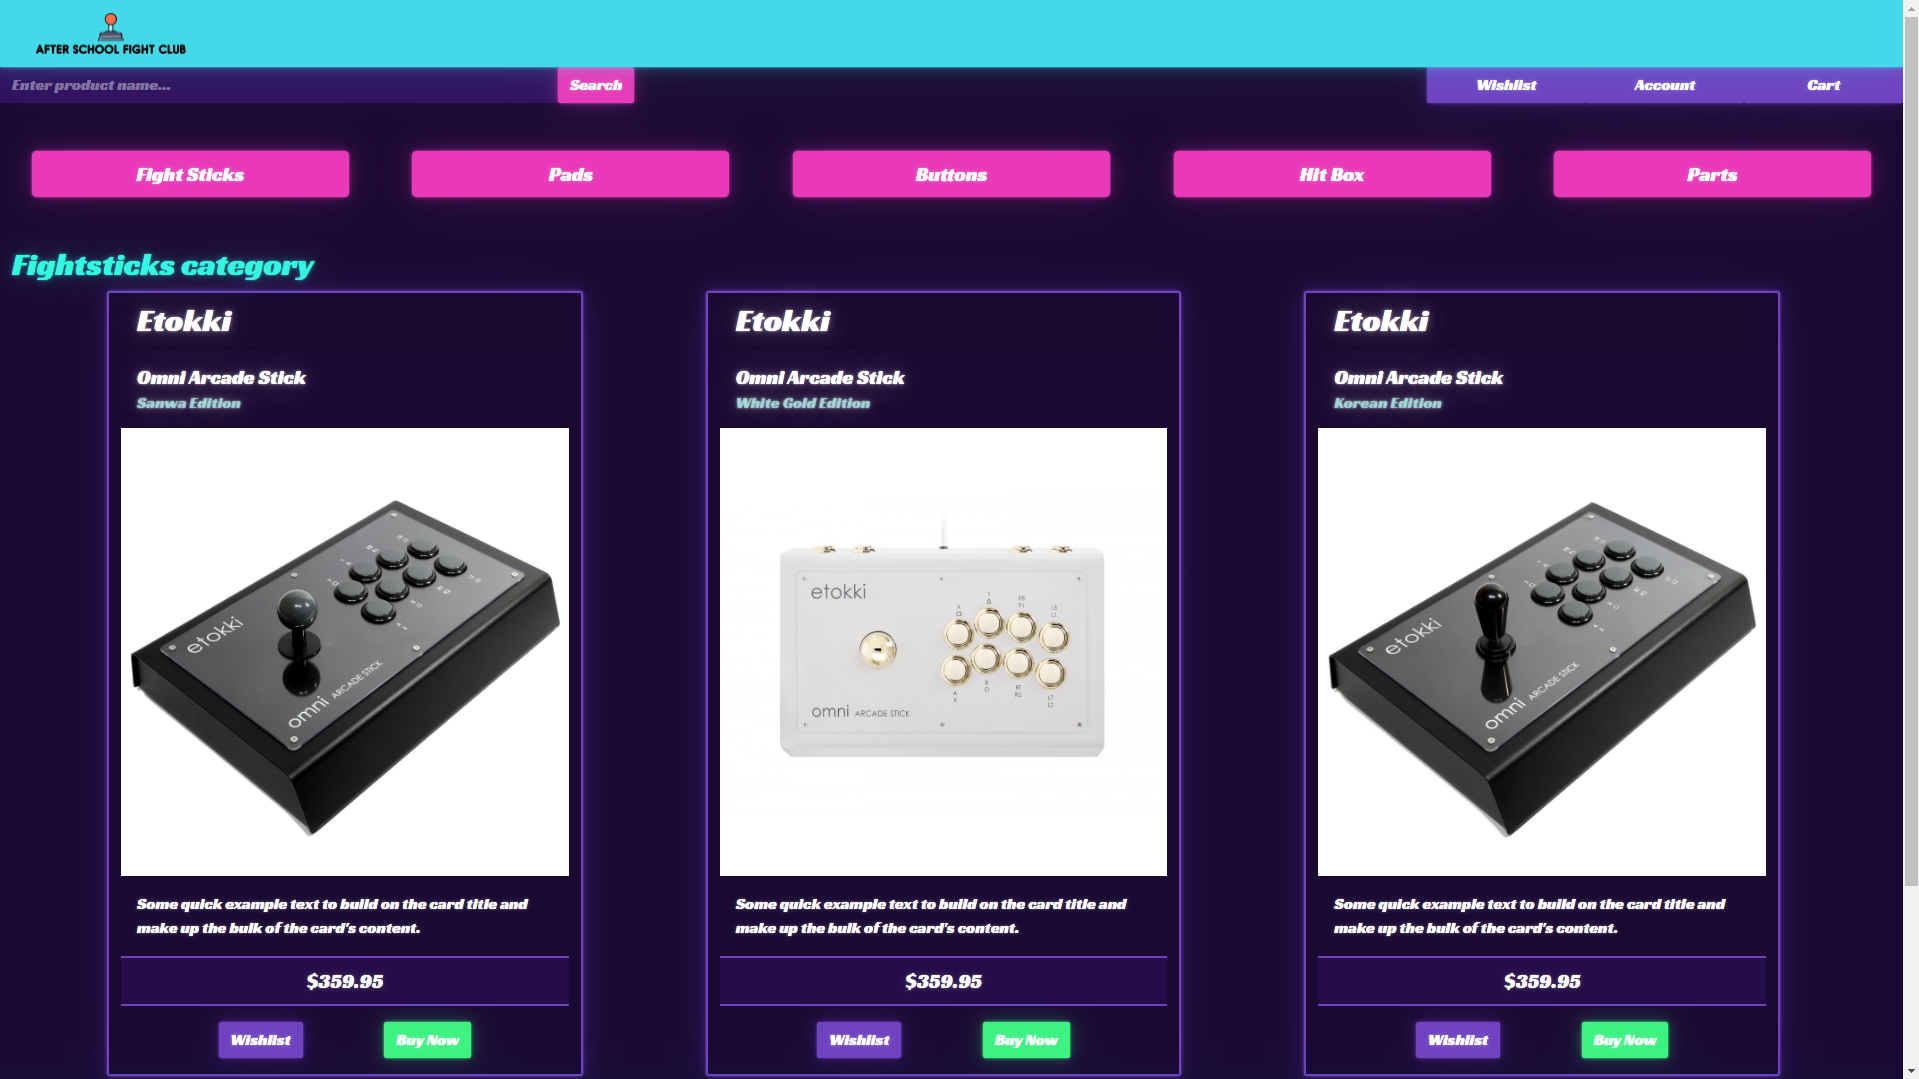 AFTER SCHOOL FIGHT CLUB
Enter product name...
Search
Wishlist
Account
Cart
Fight Sticks
Pads
Buttons
Hit Box
Parts
Fightsticks category
Etokki
Omni Arcade Stick
Sanwa Edition
etokki
omni ARCADE STICK
Some quick example text to build on the card title and
make up the bulk of the card's content.
$359.95
Wishlist
Buy Now
Etokki
Omni Arcade Stick
White Gold Edition
etokki
omni ARCADE STICK
Some quick example text to build on the card title and
make up the bulk of the card's content.
$359.95
Wishlist
Buy Now
Etokki
Omni Arcade Stick
Korean Edition
etokki
omni ARCADE STICK
Some quick example text to build on the card title and
make up the bulk of the card's content.
$359.95
Wishlist
Buy Now